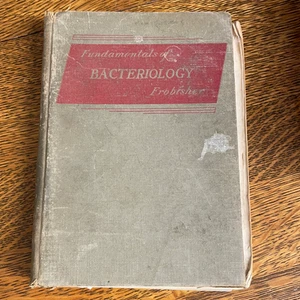 Fundamentals of
BACTERIOLOGY
Frobisher